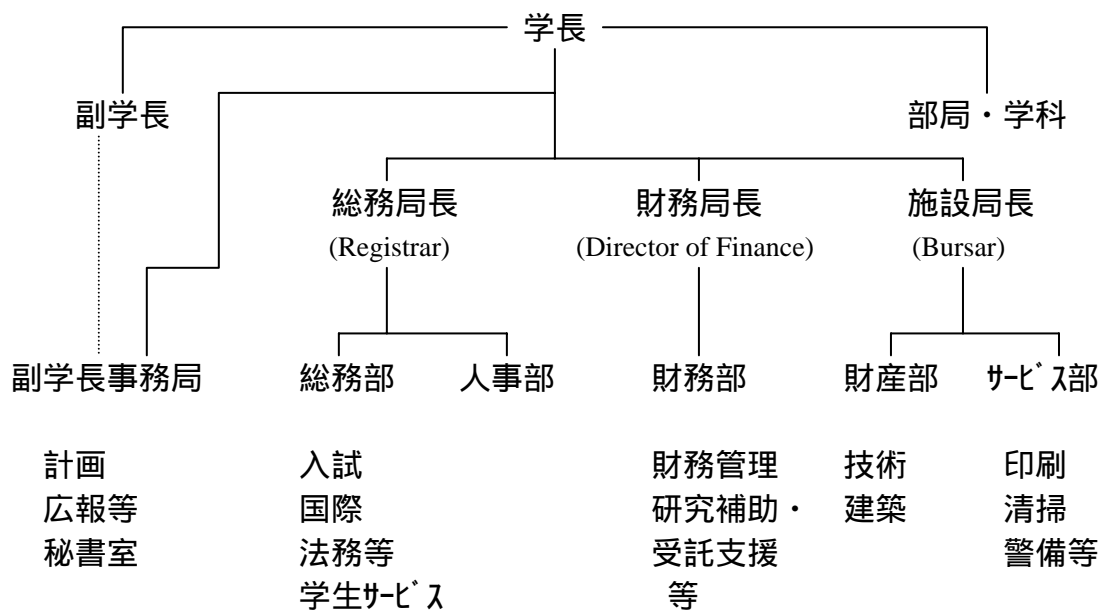 学長
副学長
部局・学科
総務局長
財務局長
施設局長
(Registrar)
(Director of Finance)
(Bursar)
副学長事務局
総務部
人事部
財務部
財産部
ｻｰﾋﾞｽ部
計画
広報等
秘書室
入試
国際
法務等
学生ｻｰﾋﾞｽ
財務管理
研究補助・
受託支援
等
技術
建築
印刷
清掃
警備等